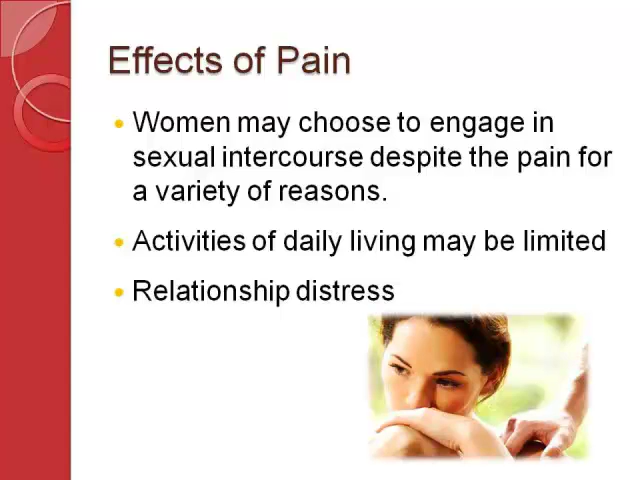 Effects of Pain
Women may choose to engage in
sexual intercourse despite the pain for
a variety of reasons.
Activities of daily living may be limited
Relationship distress